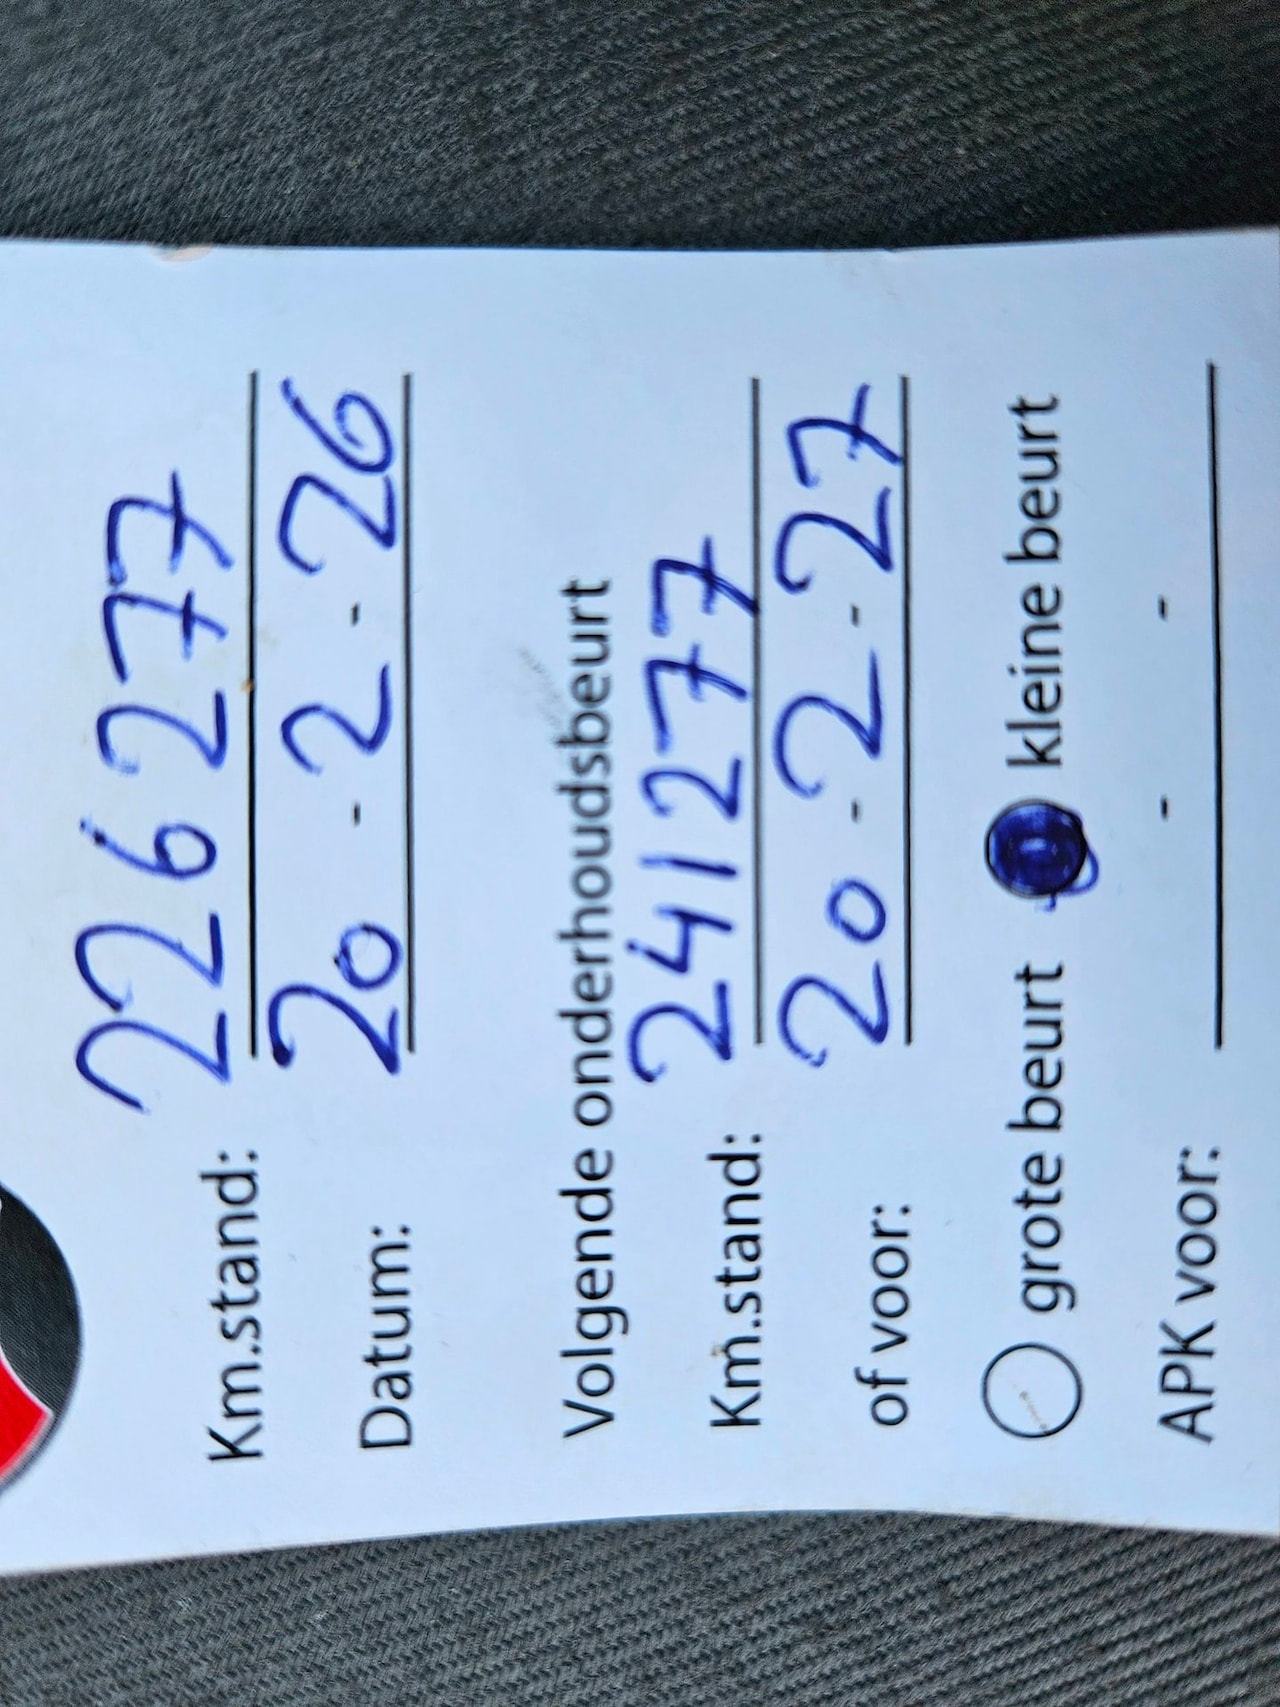 Km.stand: 226277
Datum: 20 - 2 - 26
Volgende onderhoudsbeurt
Km.stand: 241277
of voor: 20 - 2 - 27
grote beurt kleine beurt
APK voor: - -